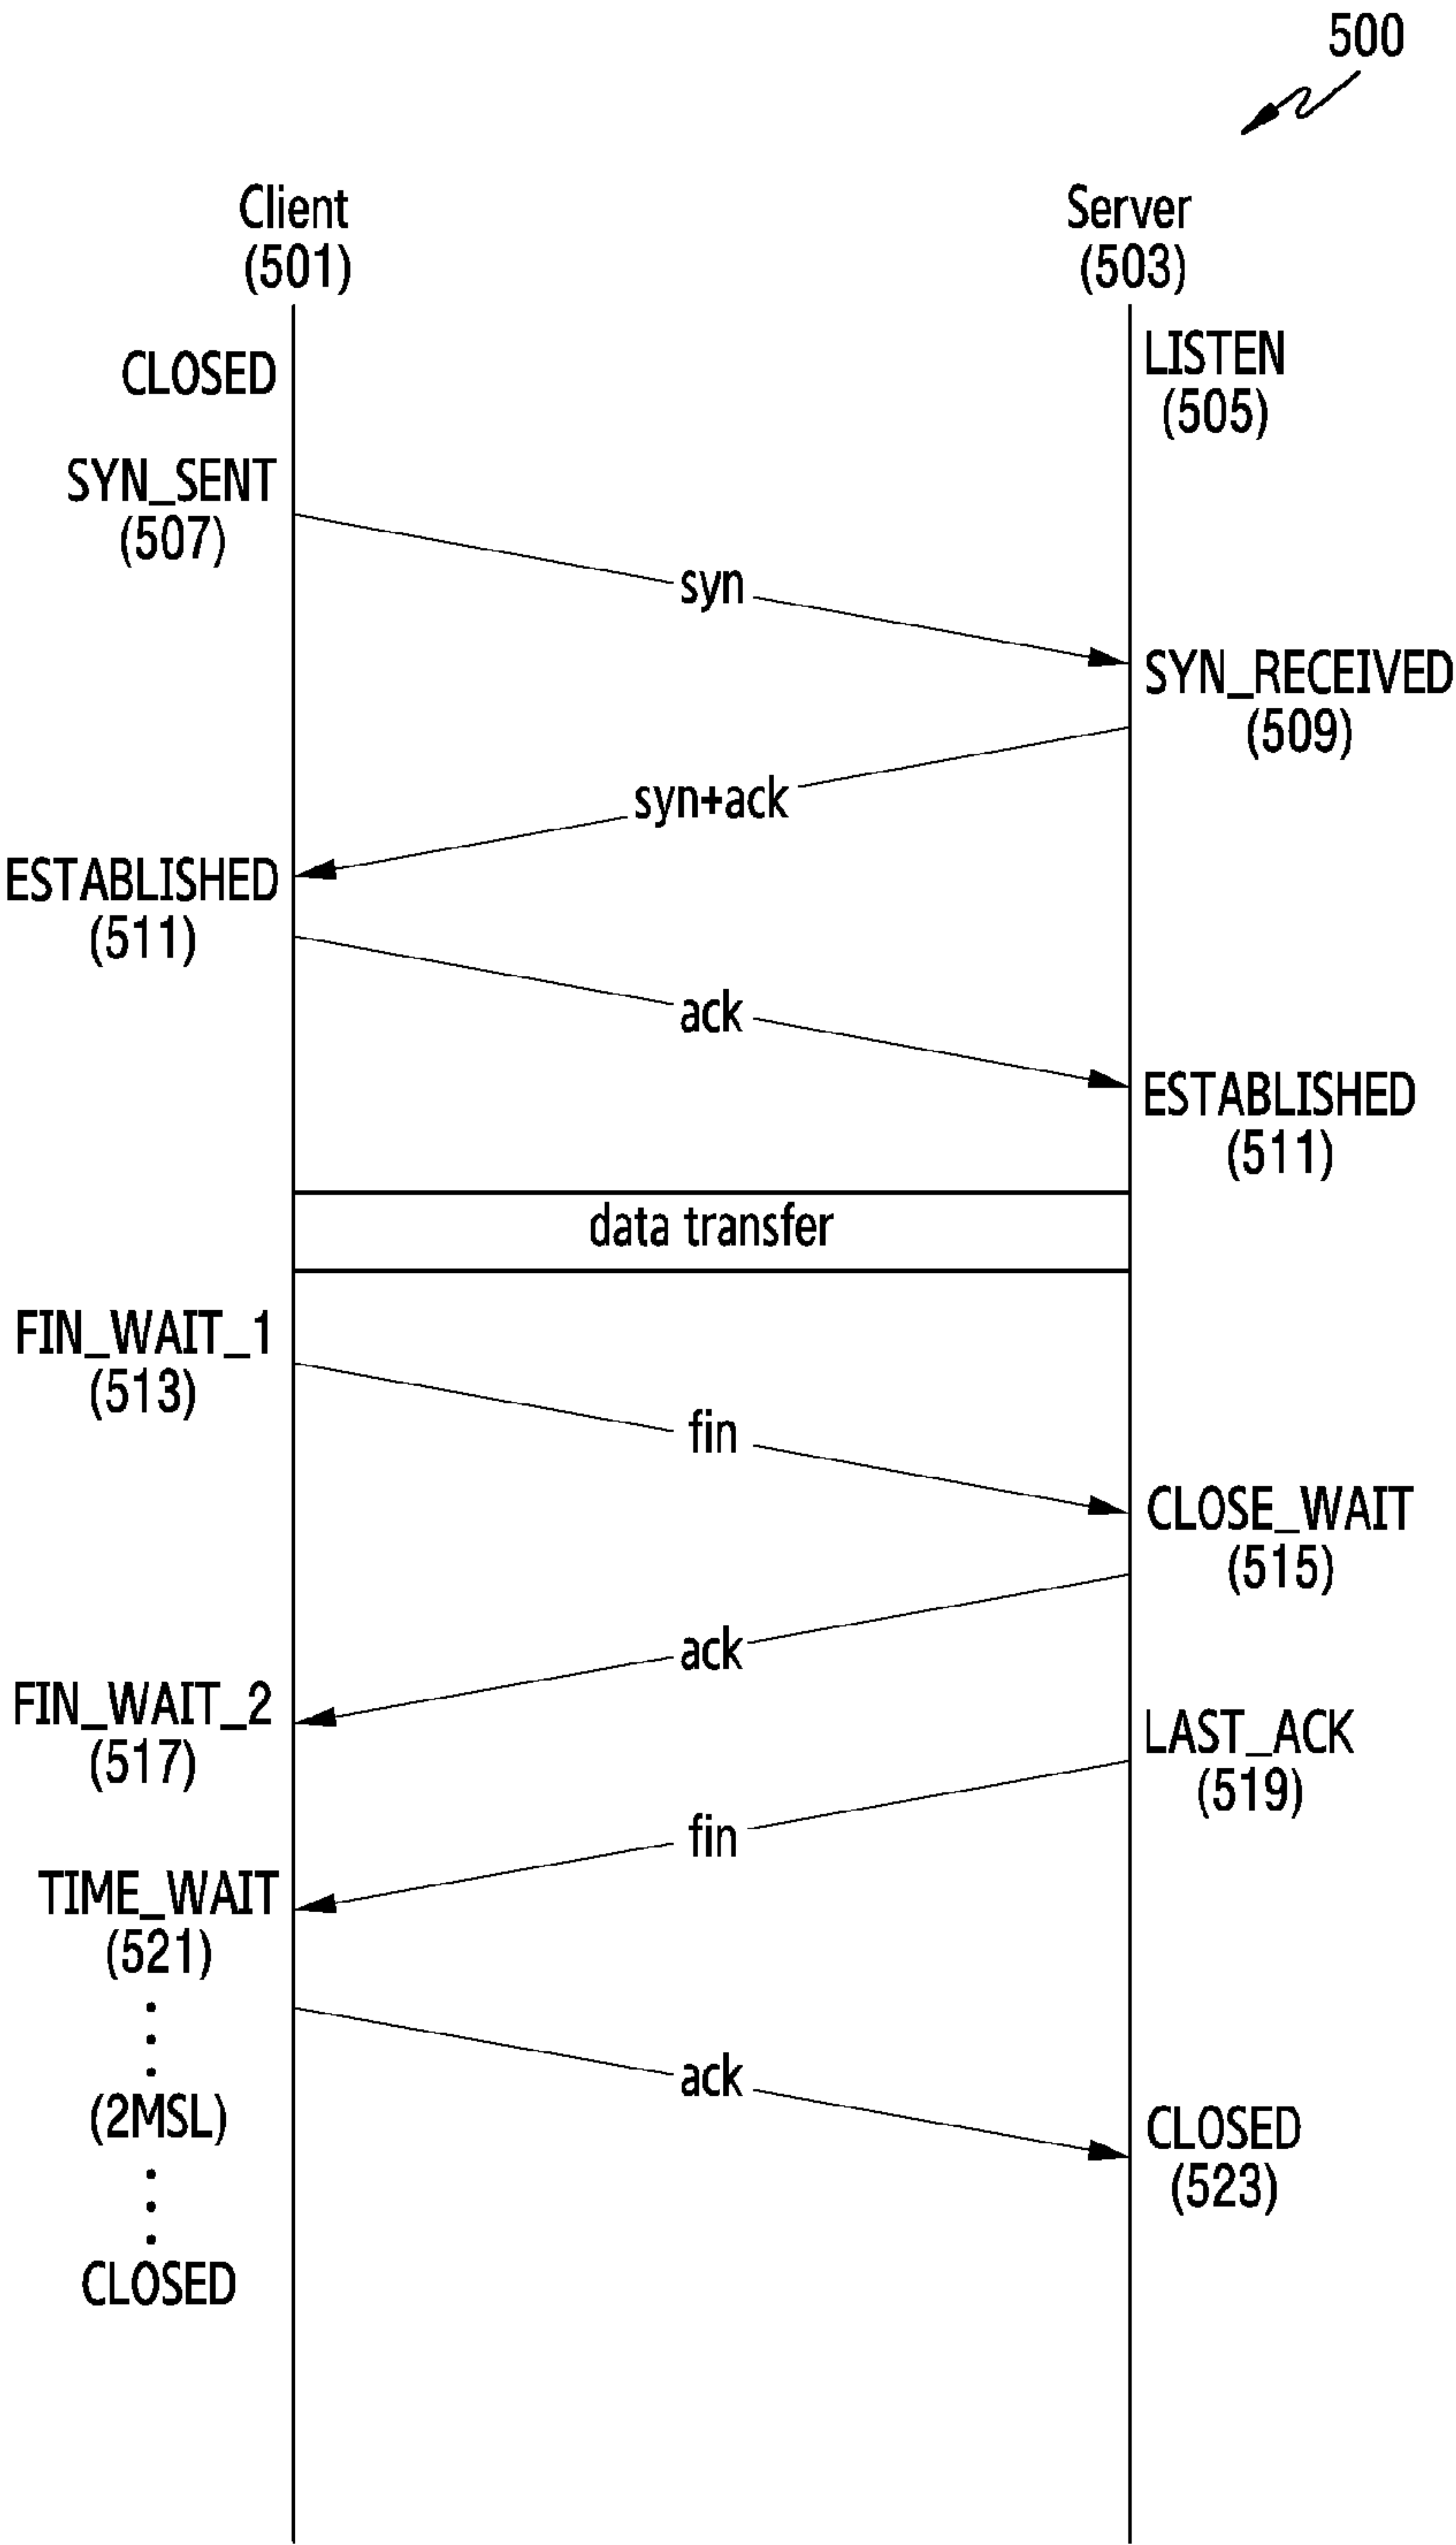 500
Client
(501)
Server
(503)
CLOSED
LISTEN
(505)
SYN_SENT
(507)
syn
SYN_RECEIVED
(509)
syn+ack
ESTABLISHED
(511)
ack
ESTABLISHED
(511)
data transfer
FIN_WAIT_1
(513)
fin
CLOSE_WAIT
(515)
ack
FIN_WAIT_2
(517)
LAST_ACK
(519)
fin
TIME_WAIT
(521)
ack
(2MSL)
CLOSED
(523)
CLOSED